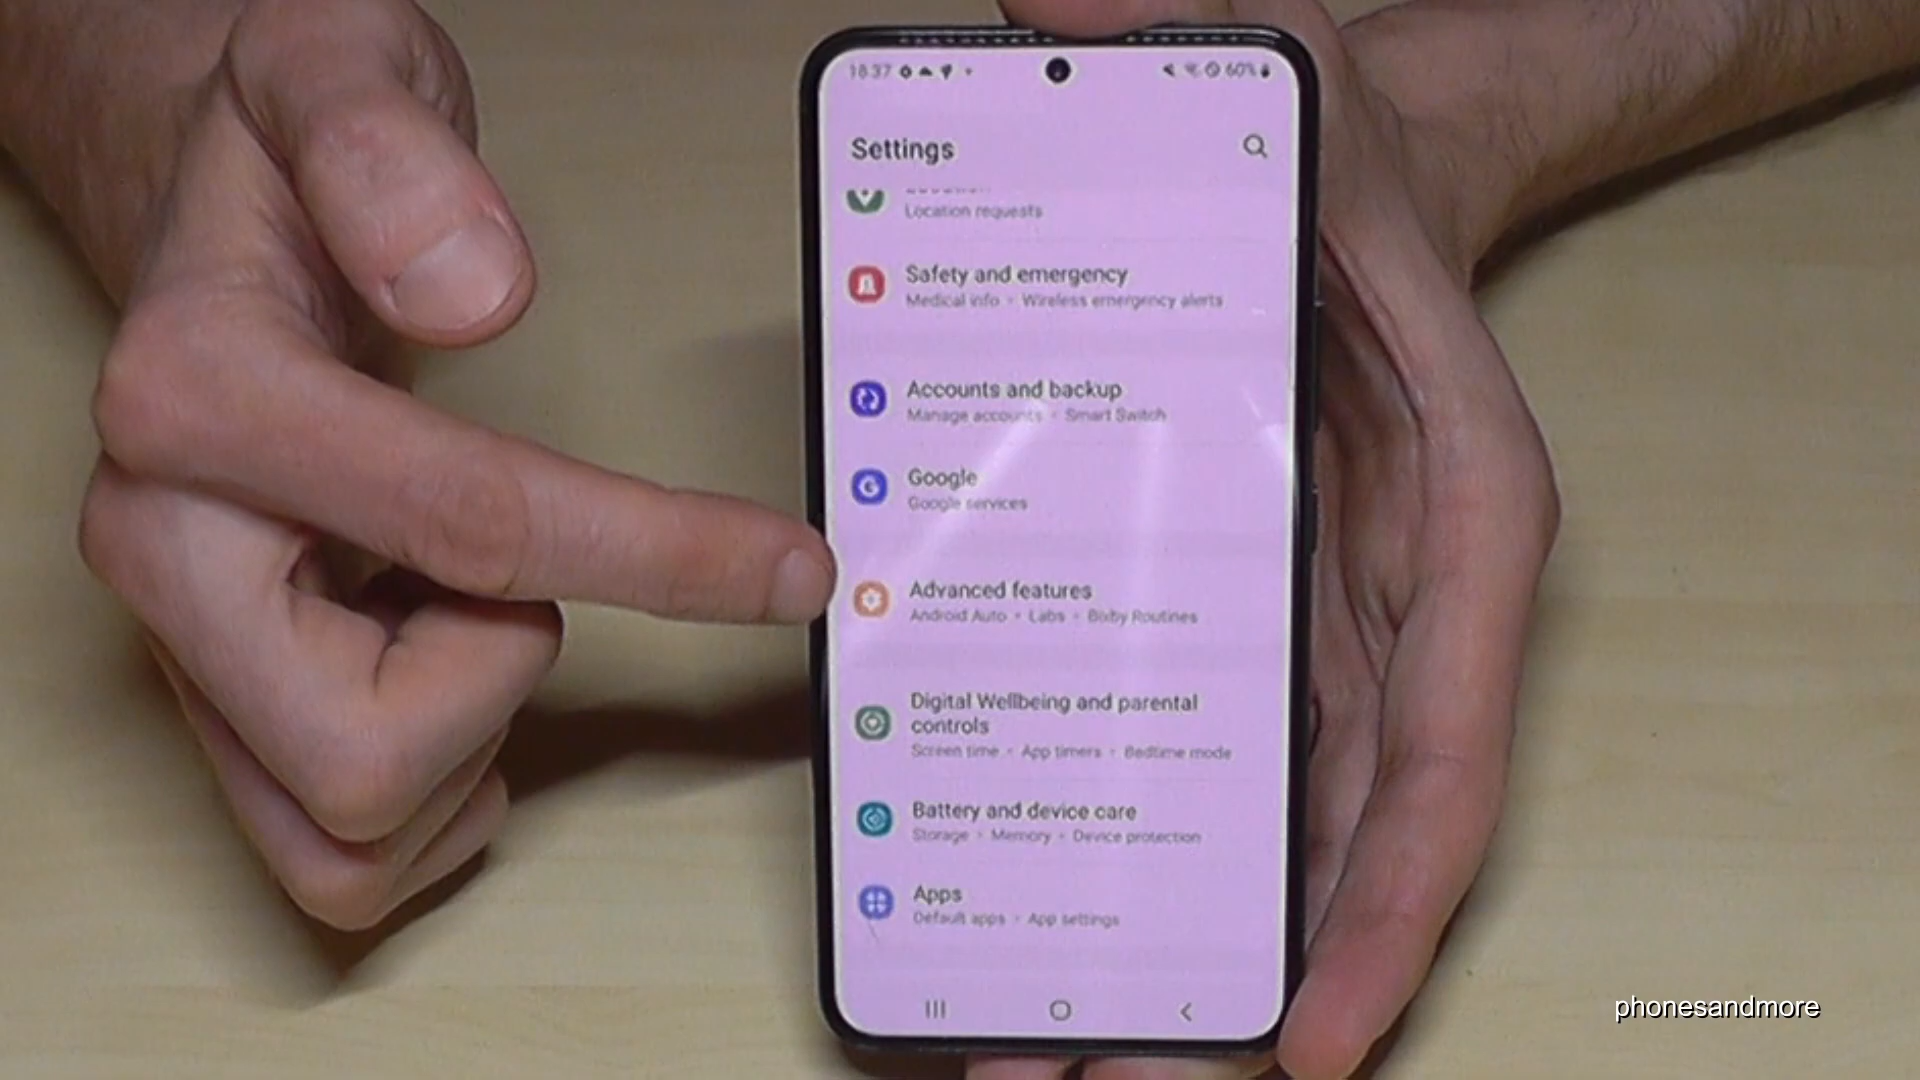 18:37
60%
Settings
Location requests
Safety and emergency
Medical info • Wireless emergency alerts
Accounts and backup
Manage accounts • Smart Switch
Google
Google services
Advanced features
Android Auto • Labs • Bixby Routines
Digital Wellbeing and parental
controls
Screen time • App timers • Bedtime mode
Battery and device care
Storage • Memory • Device protection
Apps
Default apps • App settings
phonesandmore